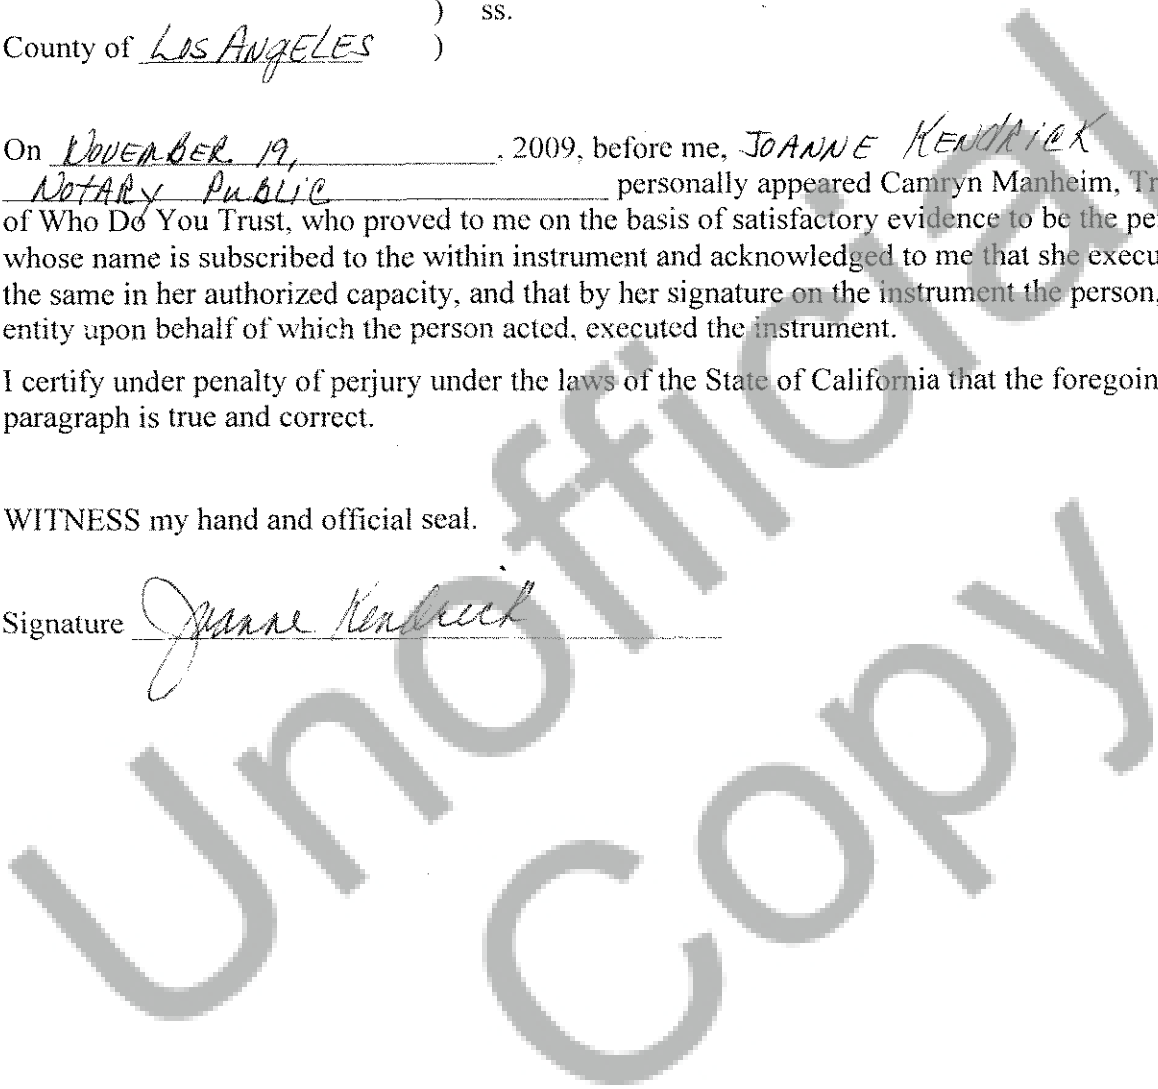 ) ss.
County of Los Angeles )
On November 19, , 2009, before me, Joanne Kendrick
Notary Public personally appeared Camryn Manheim, Tr
of Who Do You Trust, who proved to me on the basis of satisfactory evidence to be the pe
whose name is subscribed to the within instrument and acknowledged to me that she execu
the same in her authorized capacity, and that by her signature on the instrument the person,
entity upon behalf of which the person acted, executed the instrument.
I certify under penalty of perjury under the laws of the State of California that the foregoin
paragraph is true and correct.
WITNESS my hand and official seal.
Signature Joanne Kendrick
Unofficial
Copy